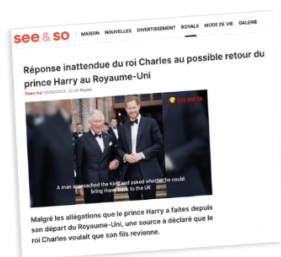 see & so
MAISON NOUVELLES DIVERTISSEMENT ROYALS MODE DE VIE GALERIE
Réponse inattendue du roi Charles au possible retour du
prince Harry au Royaume-Uni
A man approached the King and asked whether he could
bring Harry back to the UK
Malgré les allégations que le prince Harry a faites depuis
son départ du Royaume-Uni, une source a déclaré que le
roi Charles voulait que son fils revienne.